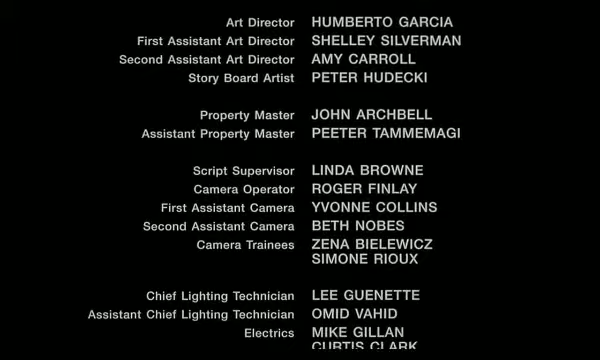 Art Director HUMBERTO GARCIA
First Assistant Art Director SHELLEY SILVERMAN
Second Assistant Art Director AMY CARROLL
Story Board Artist PETER HUDECKI
Property Master JOHN ARCHBELL
Assistant Property Master PEETER TAMMEMAGI
Script Supervisor LINDA BROWNE
Camera Operator ROGER FINLAY
First Assistant Camera YVONNE COLLINS
Second Assistant Camera BETH NOBES
Camera Trainees ZENA BIELEWICZ
SIMONE RIOUX
Chief Lighting Technician LEE GUENETTE
Assistant Chief Lighting Technician OMID VAHID
Electrics MIKE GILLAN
CURTIS CLARK